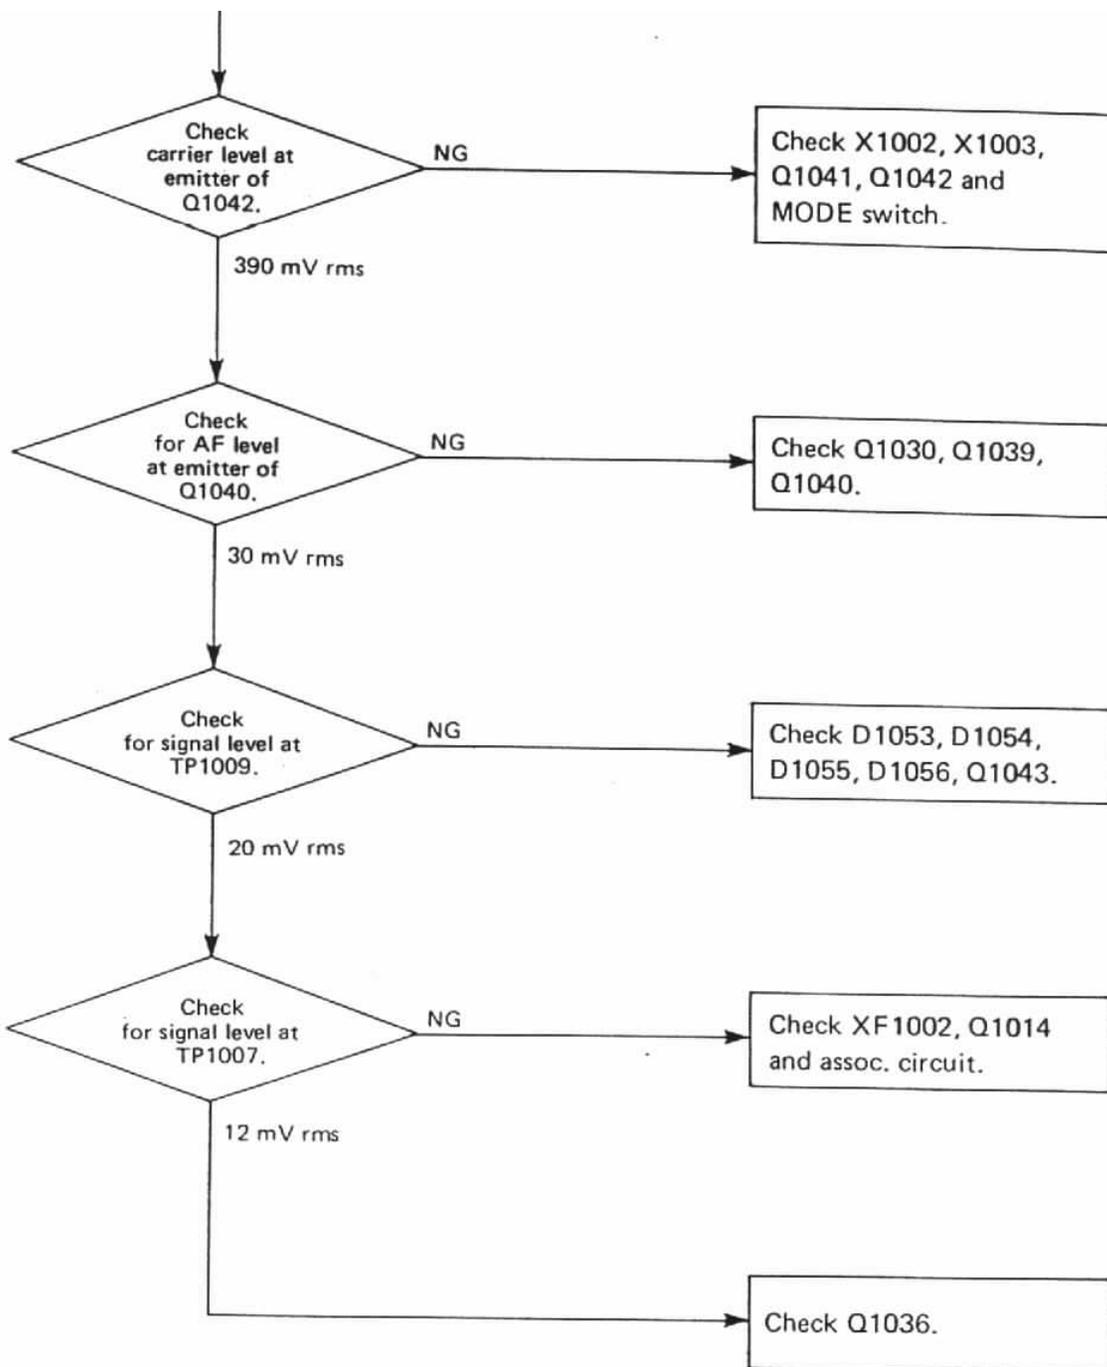 Check
carrier level at
emitter of
Q1042.
NG
Check X1002, X1003,
Q1041, Q1042 and
MODE switch.
390 mV rms
Check
for AF level
at emitter of
Q1040.
NG
Check Q1030, Q1039,
Q1040.
30 mV rms
Check
for signal level at
TP1009.
NG
Check D1053, D1054,
D1055, D1056, Q1043.
20 mV rms
Check
for signal level at
TP1007.
NG
Check XF1002, Q1014
and assoc. circuit.
12 mV rms
Check Q1036.